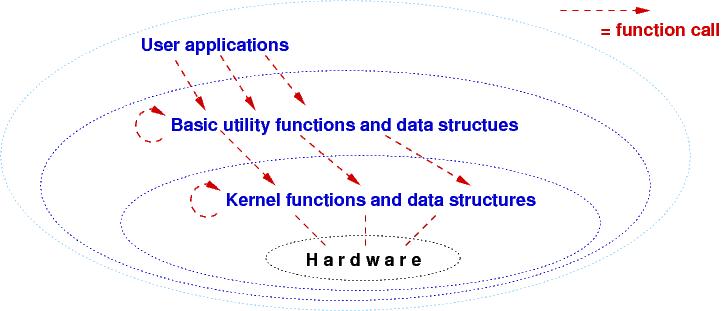 = function call
User applications
Basic utility functions and data structues
Kernel functions and data structures
Hardware